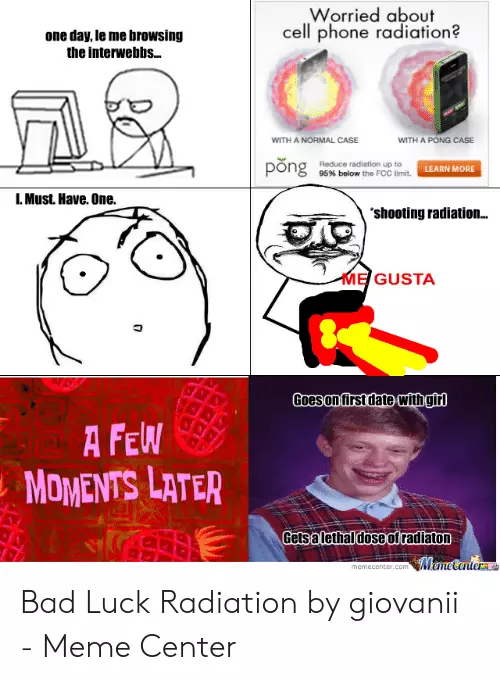 one day, le me browsing
the interwebbs...
Worried about
cell phone radiation?
WITH A NORMAL CASE
WITH A PONG CASE
pong
Reduce radiation up to
95% below the FCC limit.
LEARN MORE
I. Must. Have. One.
*shooting radiation...
ME GUSTA
A FEW
MOMENTS LATER
Goes on first date with girl
Gets a lethal dose of radiaton
memecenter.com
MemeCenter
Bad Luck Radiation by giovanii
- Meme Center